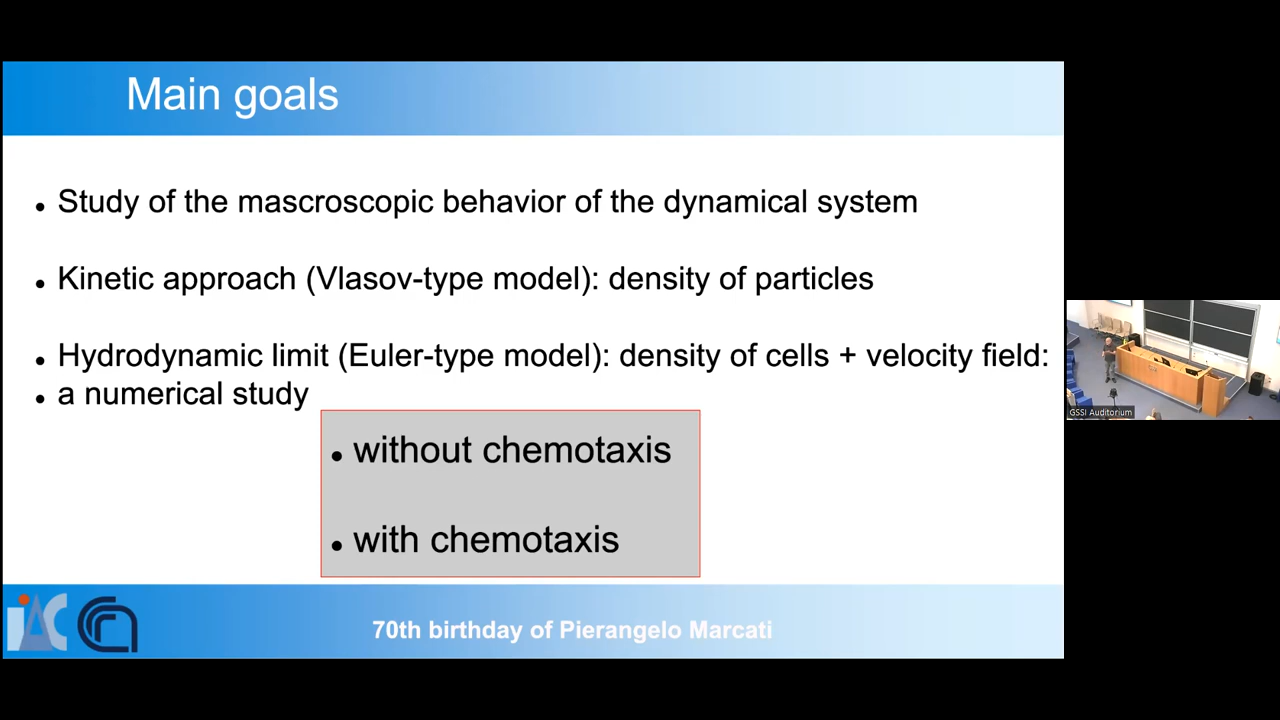 Main goals
• Study of the mascroscopic behavior of the dynamical system
• Kinetic approach (Vlasov-type model): density of particles
• Hydrodynamic limit (Euler-type model): density of cells + velocity field:
• a numerical study
• without chemotaxis
• with chemotaxis
GSSI Auditorium
iAC
70th birthday of Pierangelo Marcati